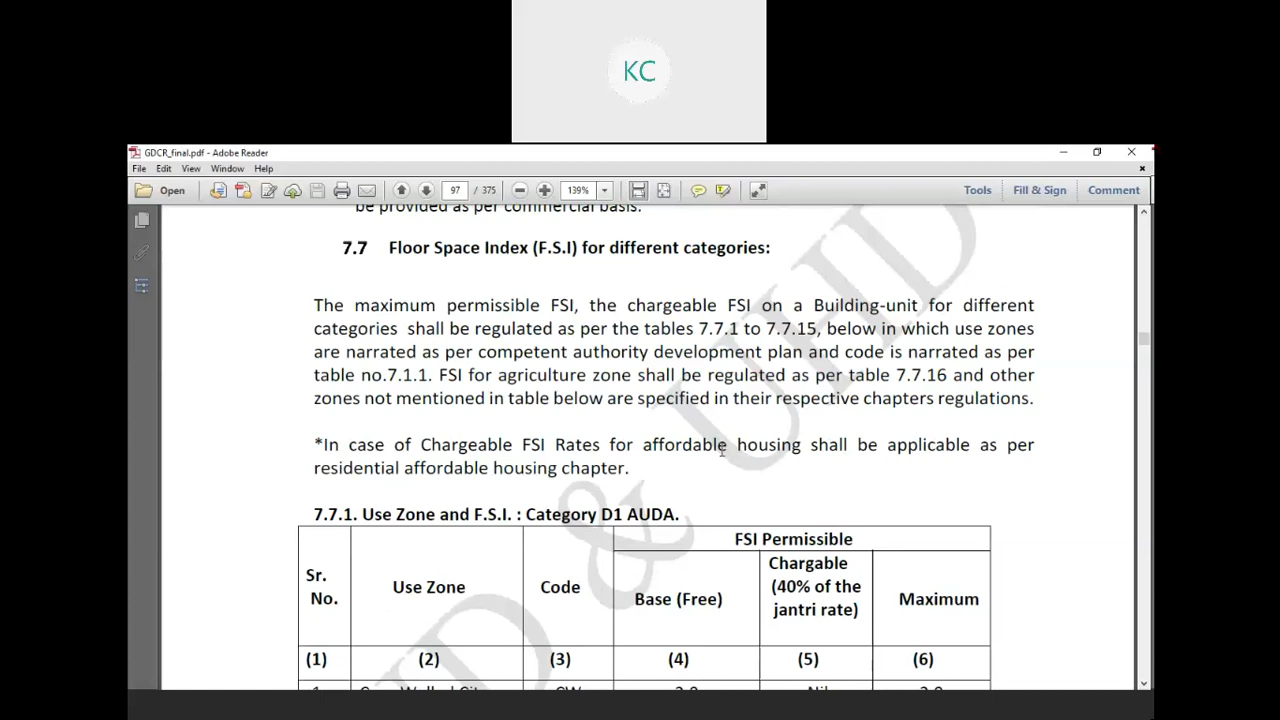 KC
GDCR_final.pdf - Adobe Reader
File Edit View Window Help
Open 97 / 375 139% Tools Fill & Sign Comment
be provided as per commercial basis.
7.7 Floor Space Index (F.S.I) for different categories:
The maximum permissible FSI, the chargeable FSI on a Building-unit for different
categories shall be regulated as per the tables 7.7.1 to 7.7.15, below in which use zones
are narrated as per competent authority development plan and code is narrated as per
table no.7.1.1. FSI for agriculture zone shall be regulated as per table 7.7.16 and other
zones not mentioned in table below are specified in their respective chapters regulations.
*In case of Chargeable FSI Rates for affordable housing shall be applicable as per
residential affordable housing chapter.
7.7.1. Use Zone and F.S.I. : Category D1 AUDA.
FSI Permissible
Sr.
No.
Use Zone
Code
Base (Free)
Chargable
(40% of the
jantri rate)
Maximum
(1) (2) (3) (4) (5) (6)
& UHD